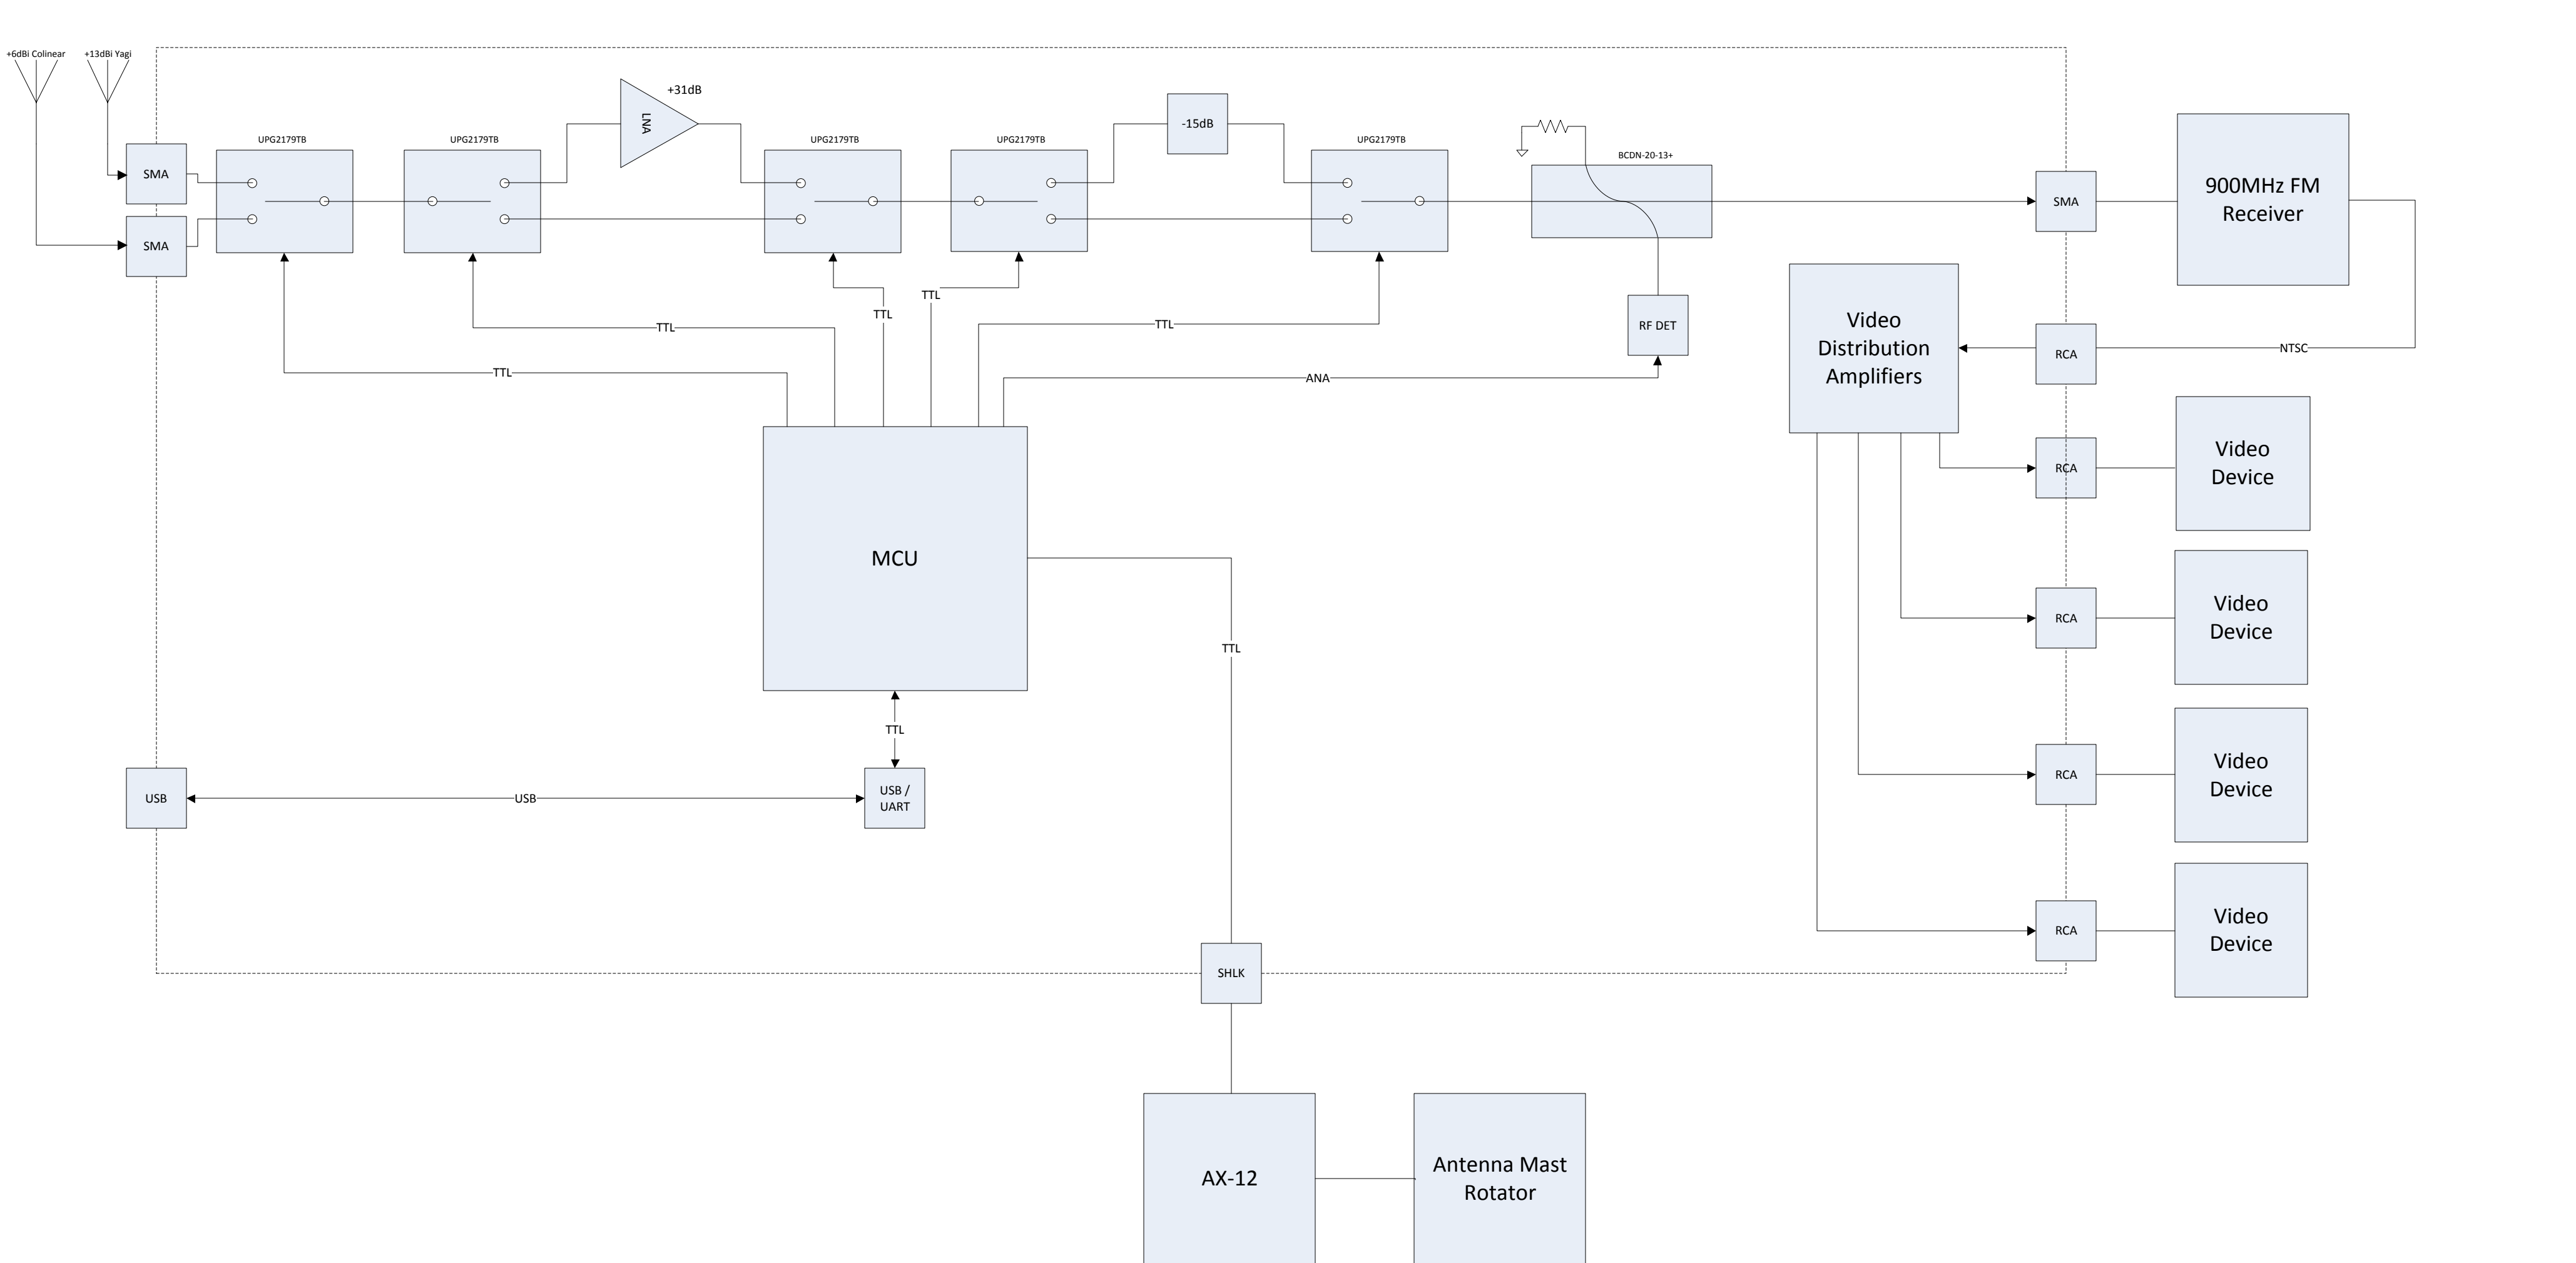 +6dBi Colinear
+13dBi Yagi
+31dB
LNA
-15dB
UPG2179TB
UPG2179TB
UPG2179TB
UPG2179TB
UPG2179TB
BCDN-20-13+
SMA
SMA
SMA
900MHz FM
Receiver
TTL
TTL
TTL
TTL
TTL
RF DET
ANA
Video
Distribution
Amplifiers
RCA
NTSC
RCA
Video
Device
MCU
RCA
Video
Device
TTL
TTL
RCA
Video
Device
USB
USB
USB /
UART
RCA
Video
Device
SHLK
AX-12
Antenna Mast
Rotator